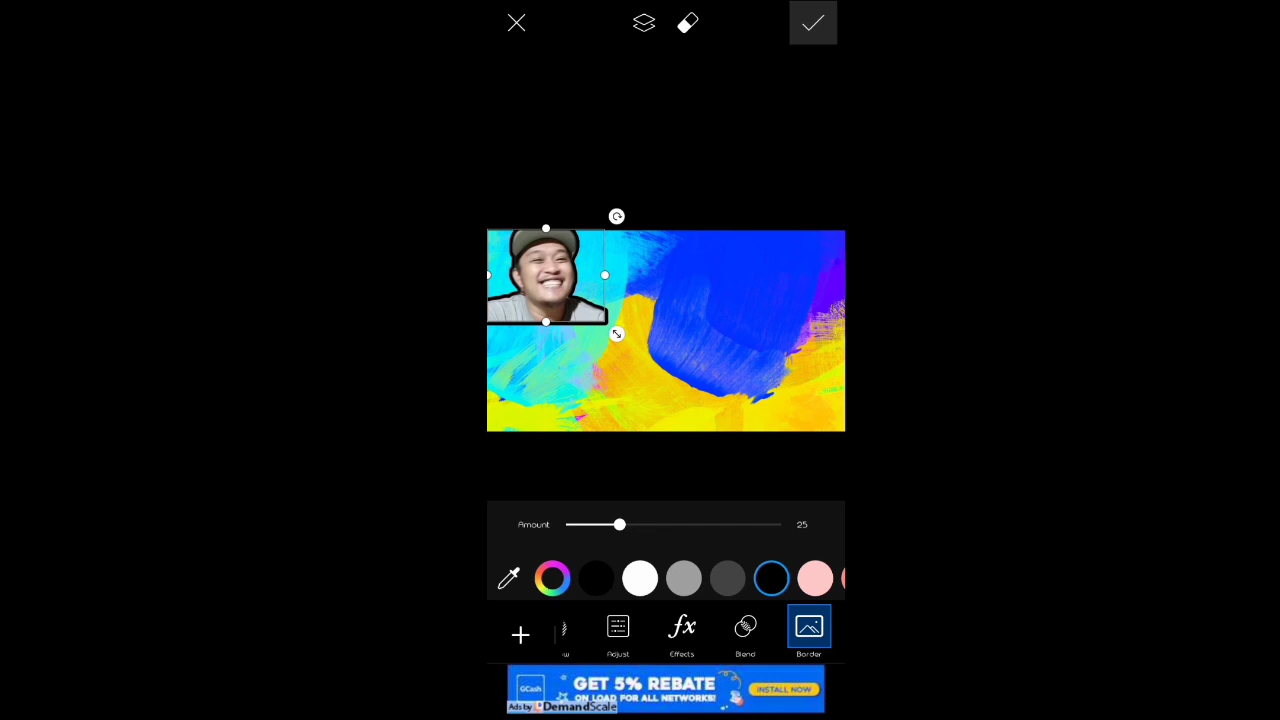 Amount 25
w Adjust Effects Blend Border
GCash GET 5% REBATE
ON LOAD FOR ALL NETWORKS! INSTALL NOW
Ads by DemandScale